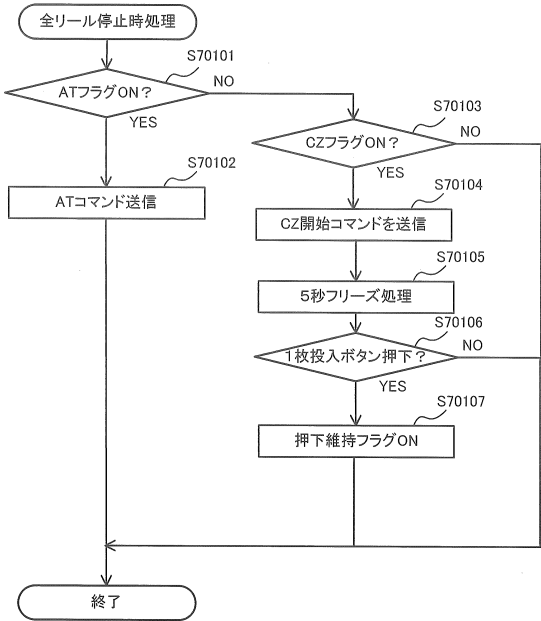 全リール停止時処理
S70101
ATフラグON?
NO
YES
S70103
CZフラグON?
NO
YES
S70102
ATコマンド送信
S70104
CZ開始コマンドを送信
S70105
5秒フリーズ処理
S70106
1枚投入ボタン押下?
NO
YES
S70107
押下維持フラグON
終了